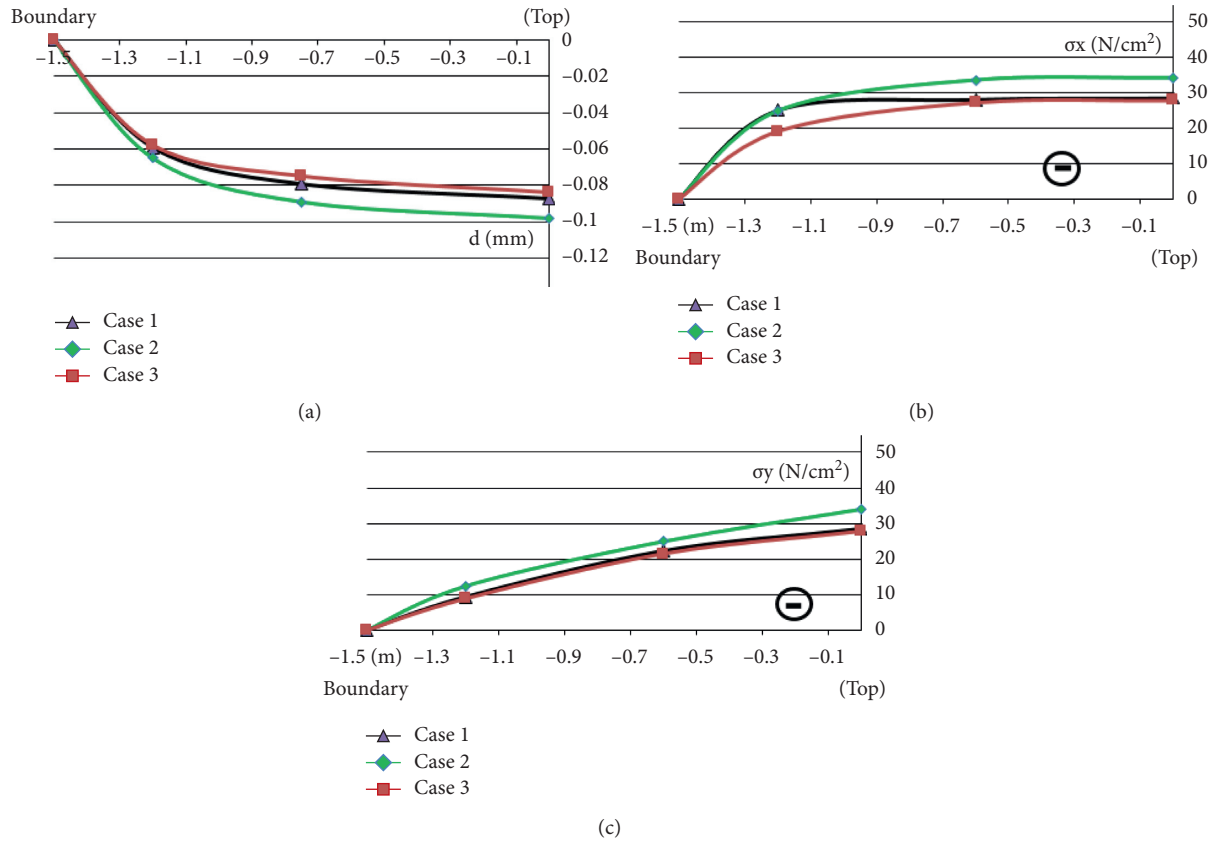 Boundary (Top)
−1.5 −1.3 −1.1 −0.9 −0.7 −0.5 −0.3 −0.1 0
−0.02
−0.04
−0.06
−0.08
−0.1
d (mm)
−0.12
Case 1
Case 2
Case 3
(a)
50
σx (N/cm²)
40
30
20
10
0
−1.5 (m) −1.3 −1.1 −0.9 −0.7 −0.5 −0.3 −0.1
Boundary (Top)
Case 1
Case 2
Case 3
(b)
50
σy (N/cm²)
40
30
20
10
0
−1.5 (m) −1.3 −1.1 −0.9 −0.7 −0.5 −0.3 −0.1
Boundary (Top)
Case 1
Case 2
Case 3
(c)